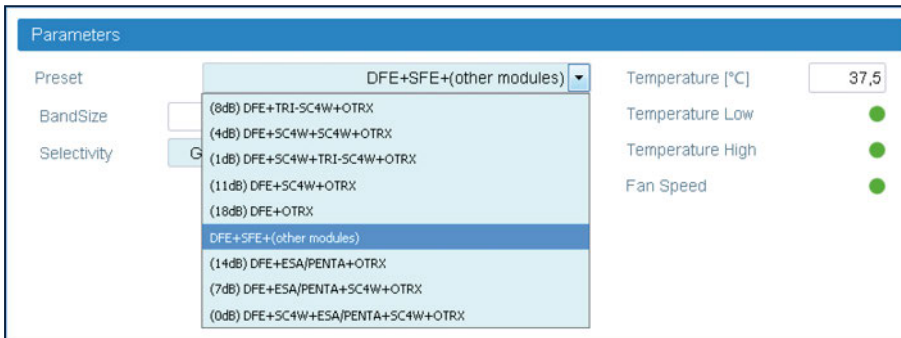 Parameters
Preset
DFE+SFE+(other modules)
BandSize
Selectivity
G
(8dB) DFE+TRI-SC4W+OTRX
(4dB) DFE+SC4W+SC4W+OTRX
(1dB) DFE+SC4W+TRI-SC4W+OTRX
(11dB) DFE+SC4W+OTRX
(18dB) DFE+OTRX
DFE+SFE+(other modules)
(14dB) DFE+ESA/PENTA+OTRX
(7dB) DFE+ESA/PENTA+SC4W+OTRX
(0dB) DFE+SC4W+ESA/PENTA+SC4W+OTRX
Temperature [°C]
37,5
Temperature Low
Temperature High
Fan Speed